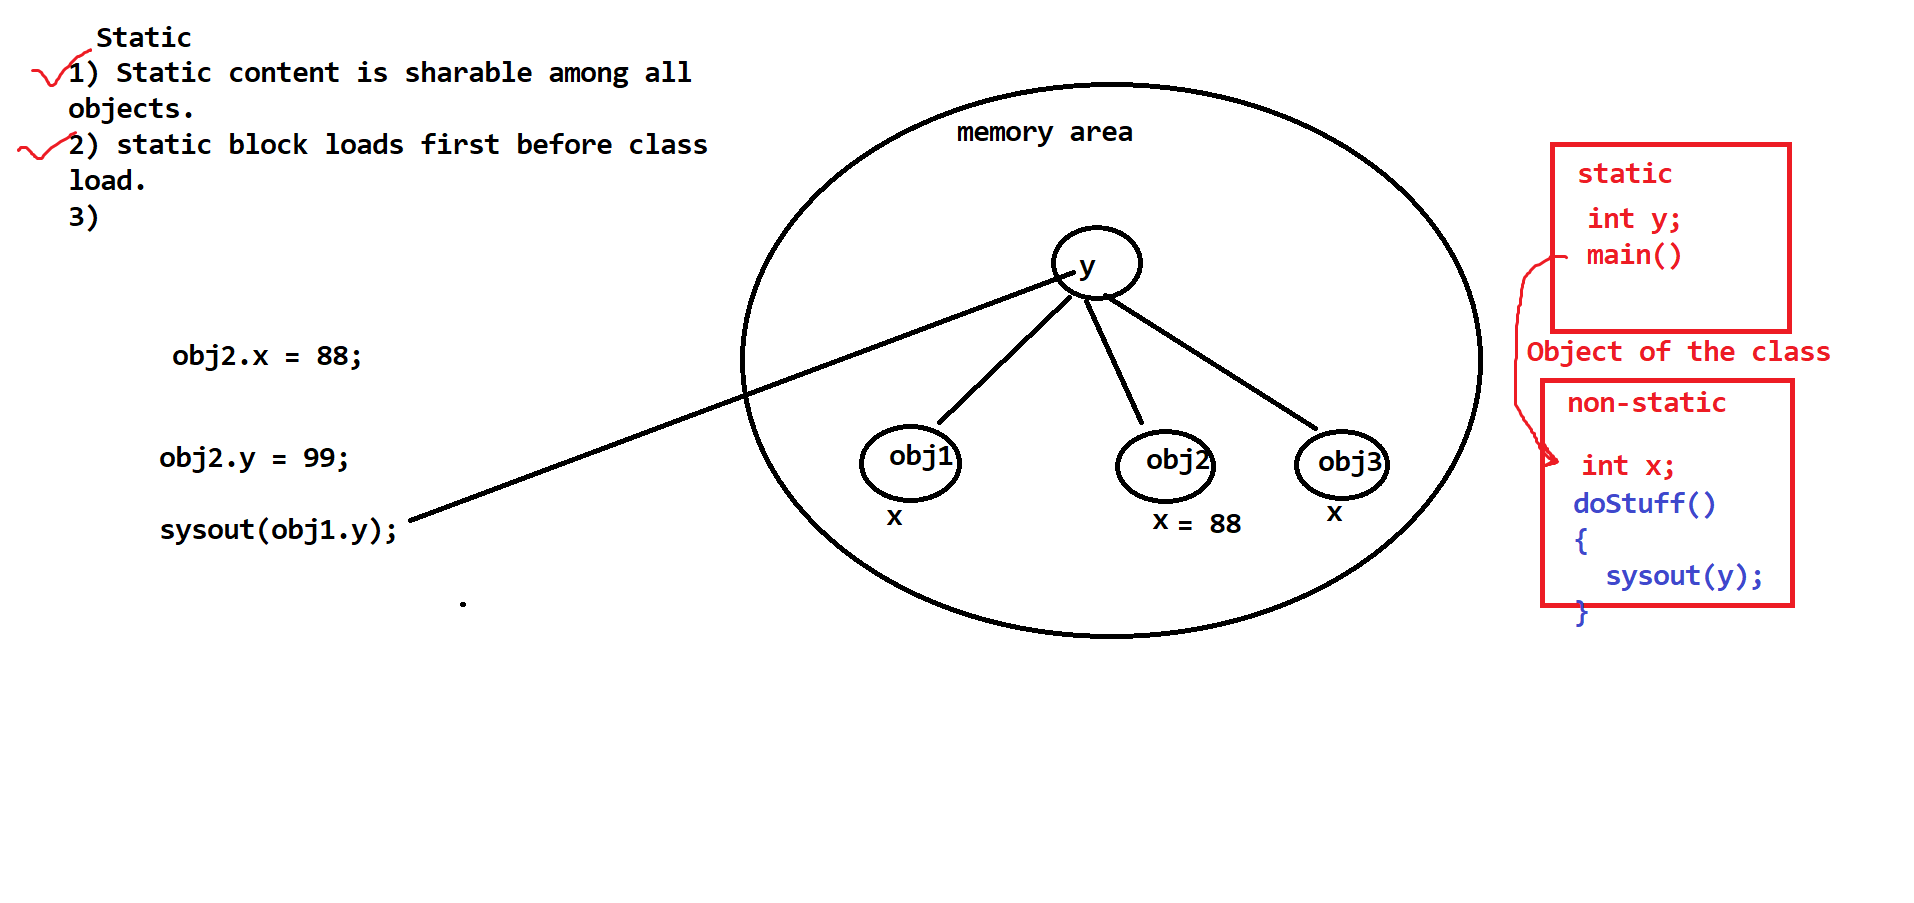 Static
1) Static content is sharable among all
objects.
2) static block loads first before class
load.
3)
obj2.x = 88;
obj2.y = 99;
sysout(obj1.y);
memory area
y
obj1
obj2
obj3
x
x = 88
x
static
int y;
main()
Object of the class
non-static
int x;
doStuff()
{
sysout(y);
}